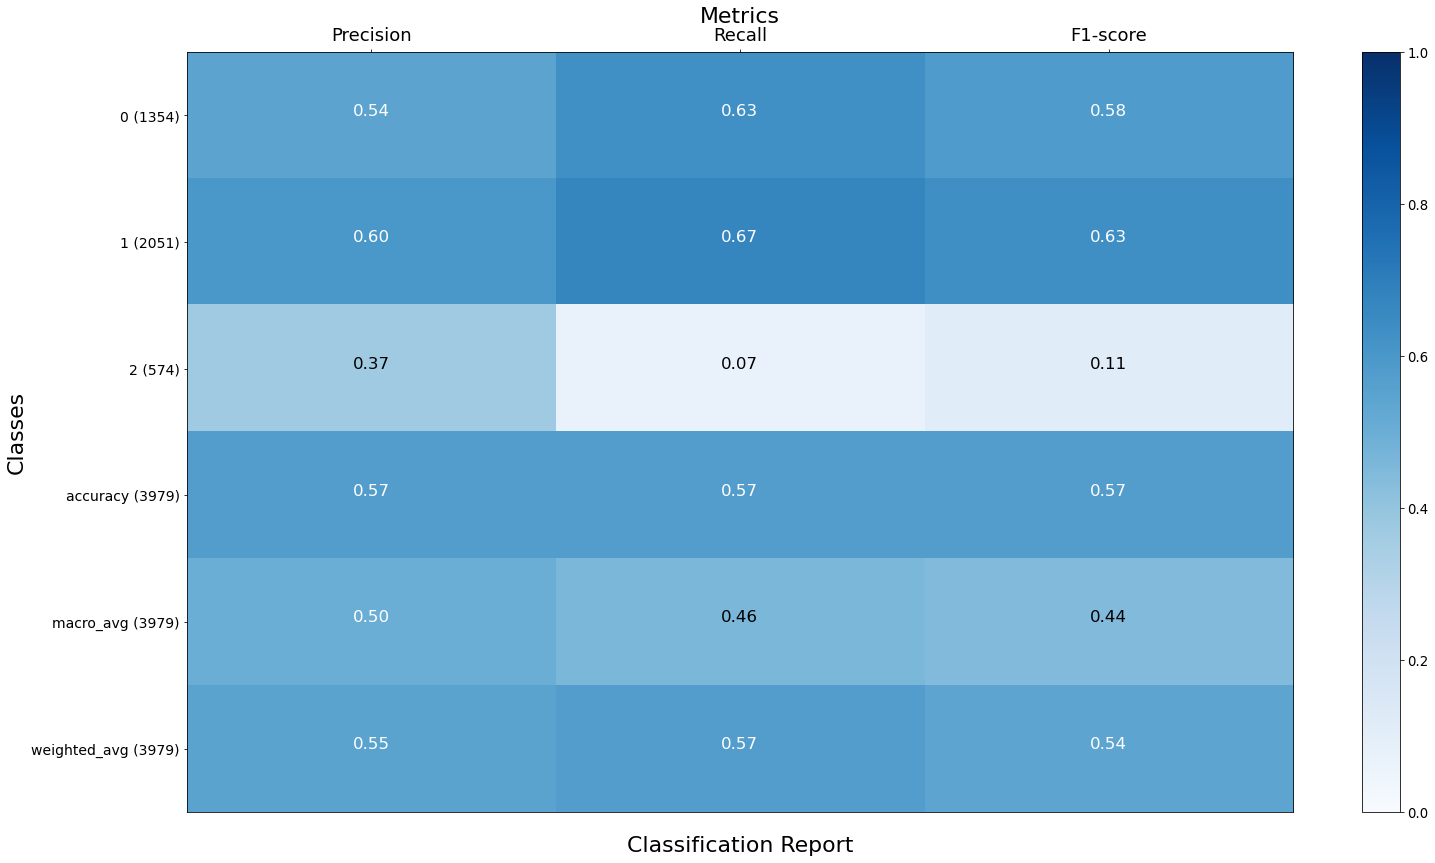 Metrics
Precision Recall F1-score
0 (1354) 0.54 0.63 0.58
1 (2051) 0.60 0.67 0.63
2 (574) 0.37 0.07 0.11
accuracy (3979) 0.57 0.57 0.57
macro_avg (3979) 0.50 0.46 0.44
weighted_avg (3979) 0.55 0.57 0.54
Classes
Classification Report
1.0
0.8
0.6
0.4
0.2
0.0